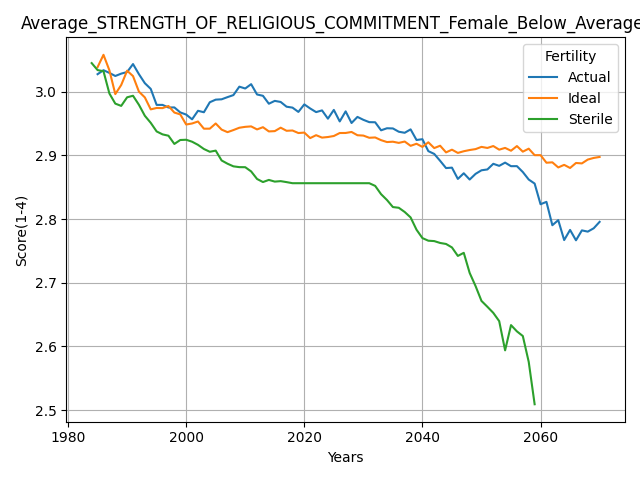 Average_STRENGTH_OF_RELIGIOUS_COMMITMENT_Female_Below_Average
Fertility
Actual
Ideal
Sterile
Score(1-4)
3.0
2.9
2.8
2.7
2.6
2.5
1980
2000
2020
2040
2060
Years